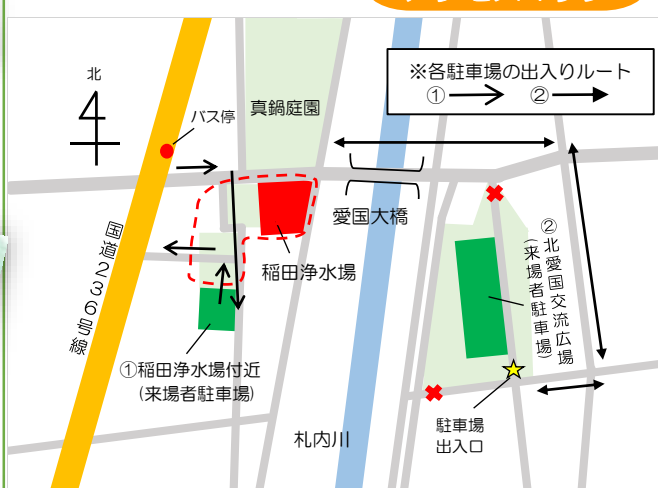 ※各駐車場の出入りルート
① ②
北
バス停
真鍋庭園
愛国大橋
国道236号線
稲田浄水場
②北愛国交流広場
(来場者駐車場)
①稲田浄水場付近
(来場者駐車場)
駐車場
出入口
札内川